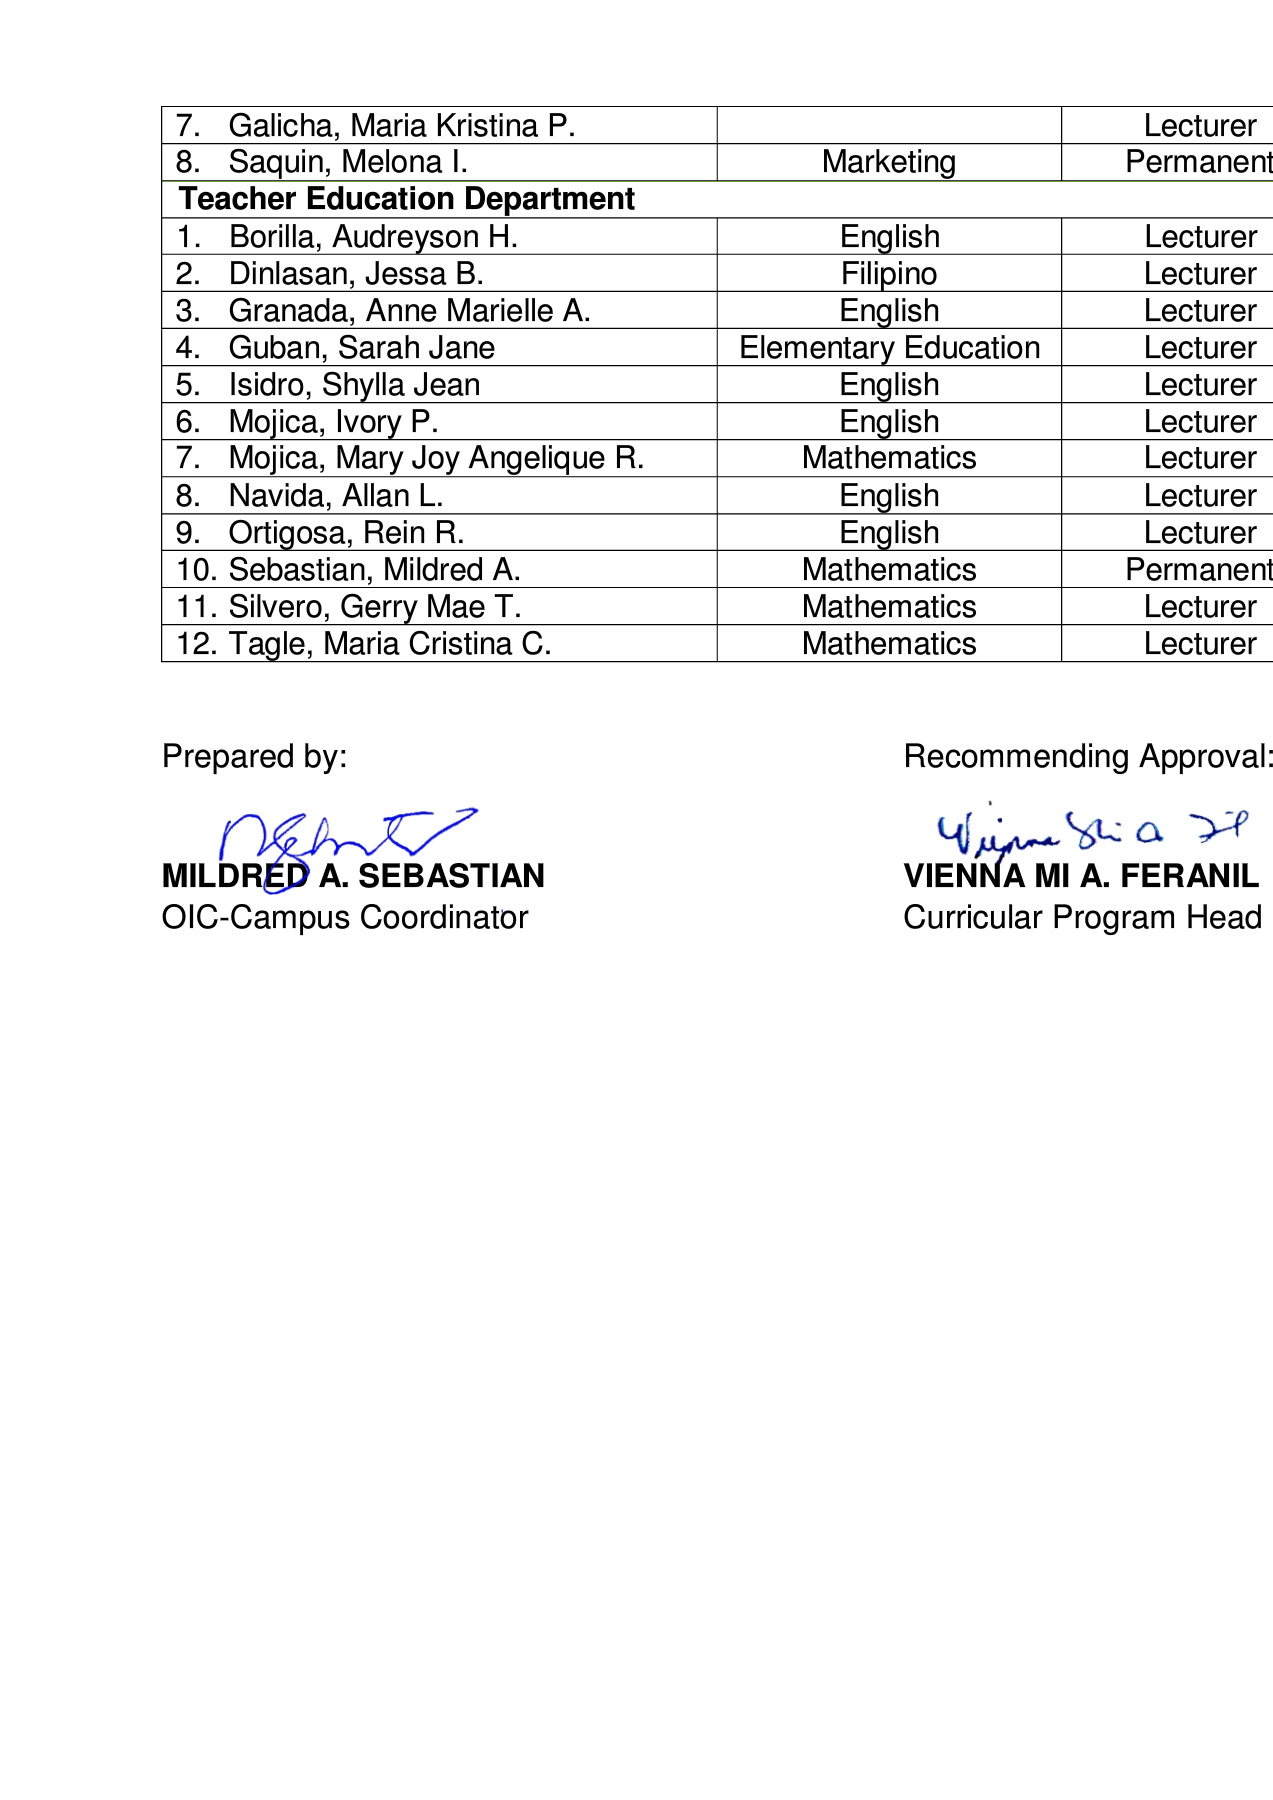 7. Galicha, Maria Kristina P. Lecturer
8. Saquin, Melona I. Marketing Permanent
Teacher Education Department
1. Borilla, Audreyson H. English Lecturer
2. Dinlasan, Jessa B. Filipino Lecturer
3. Granada, Anne Marielle A. English Lecturer
4. Guban, Sarah Jane Elementary Education Lecturer
5. Isidro, Shylla Jean English Lecturer
6. Mojica, Ivory P. English Lecturer
7. Mojica, Mary Joy Angelique R. Mathematics Lecturer
8. Navida, Allan L. English Lecturer
9. Ortigosa, Rein R. English Lecturer
10. Sebastian, Mildred A. Mathematics Permanent
11. Silvero, Gerry Mae T. Mathematics Lecturer
12. Tagle, Maria Cristina C. Mathematics Lecturer
Prepared by: Recommending Approval:
MILDRED A. SEBASTIAN VIENNA MI A. FERANIL
OIC-Campus Coordinator Curricular Program Head